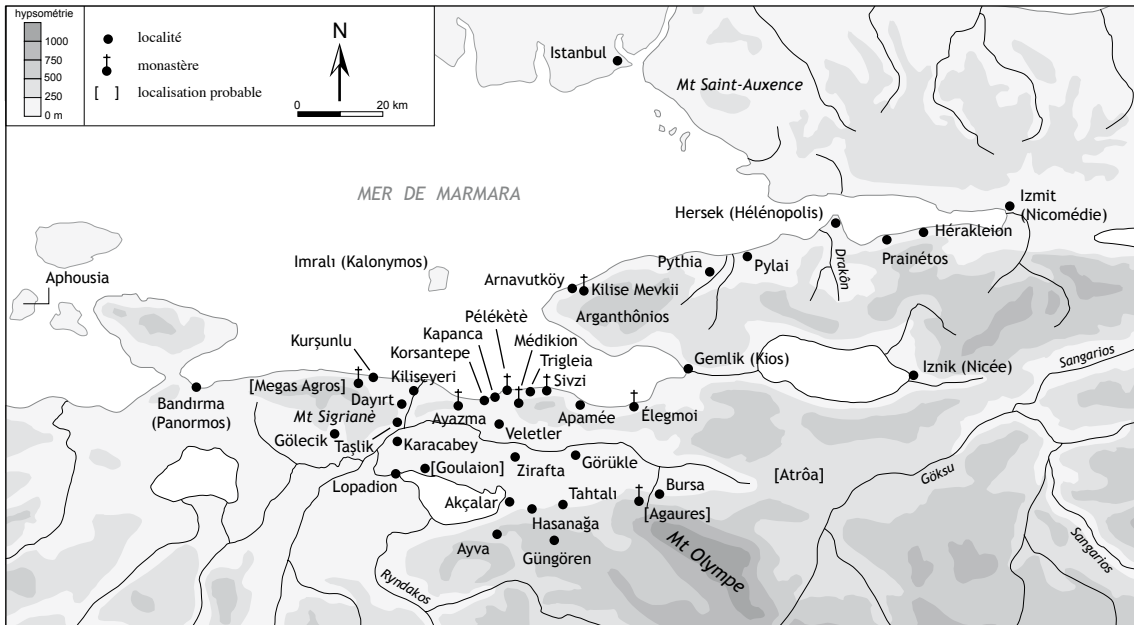 hypsométrie
1000
750
500
250
0 m
localité
monastère
[ ] localisation probable
N
0 20 km
Istanbul
Mt Saint-Auxence
MER DE MARMARA
Izmit
(Nicomédie)
Hersek (Hélénopolis)
Hérakleion
Prainétos
Drakôn
Pylai
Pythia
Aphousia
Imralı (Kalonymos)
Arnavutköy
Kilise Mevkii
Arganthônios
Pélékètè
Kapanca
Médikion
Korsantepe
Trigleia
Sivzi
Kurşunlu
Kiliseyeri
[Megas Agros]
Gemlik (Kios)
Iznik (Nicée)
Sangarios
Bandırma
(Panormos)
Dayırt
Mt Sigrianè
Ayazma
Apamée
Élegmoi
Gölecik
Taşlik
Veletler
Karacabey
[Goulaion]
Zirafta
Görükle
[Atrôa]
Göksu
Lopadion
Akçalar
Tahtalı
Bursa
[Agaures]
Hasanağa
Ayva
Güngören
Mt Olympe
Ryndakos
Sangarios